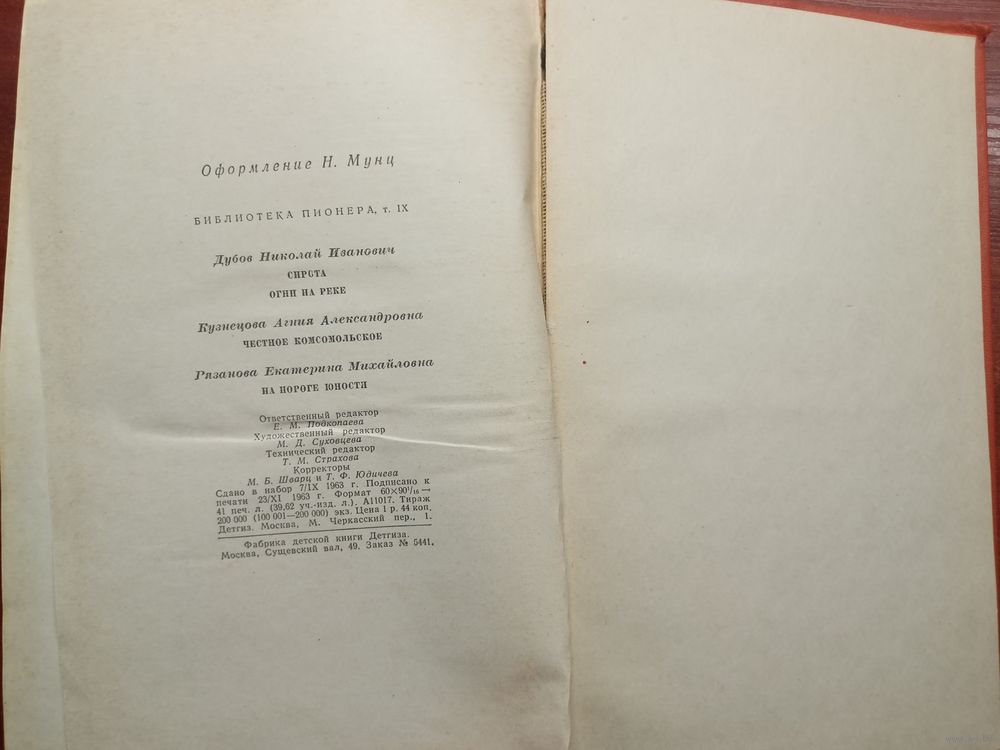 Оформление Н. Мунц
БИБЛИОТЕКА ПИОНЕРА, т. IX
Дубов Николай Иванович
СИРОТА
ОГНИ НА РЕКЕ
Кузнецова Агния Александровна
ЧЕСТНОЕ КОМСОМОЛЬСКОЕ
Рязанова Екатерина Михайловна
НА ПОРОГЕ ЮНОСТИ
Ответственный редактор
Е. М. Подкопаева
Художественный редактор
М. Д. Суховцева
Технический редактор
Т. М. Страхова
Корректоры
М. Б. Шварц и Т. Ф. Юдичева
Сдано в набор 7/IX 1963 г. Подписано к
печати 23/XI 1963 г. Формат 60×90¹/₁₆ —
41 печ. л. (39,62 уч.-изд. л.). А11017. Тираж
200 000 (100 001—200 000) экз. Цена 1 р. 44 коп.
Детгиз. Москва, М. Черкасский пер., 1.
Фабрика детской книги Детгиза.
Москва, Сущевский вал, 49. Заказ № 5441.